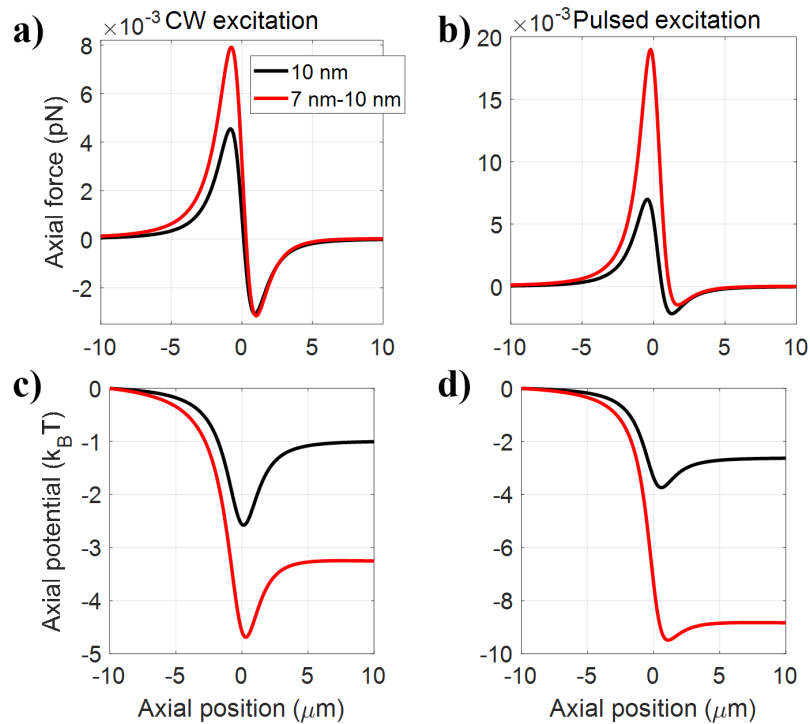 a)
×10⁻³ CW excitation
8
6
4
2
0
-2
Axial force (pN)
10 nm
7 nm-10 nm
-10 -5 0 5 10
b)
×10⁻³ Pulsed excitation
20
15
10
5
0
-10 -5 0 5 10
c)
0
-1
-2
-3
-4
-5
Axial potential (k_BT)
-10 -5 0 5 10
Axial position (μm)
d)
0
-2
-4
-6
-8
-10
-10 -5 0 5 10
Axial position (μm)